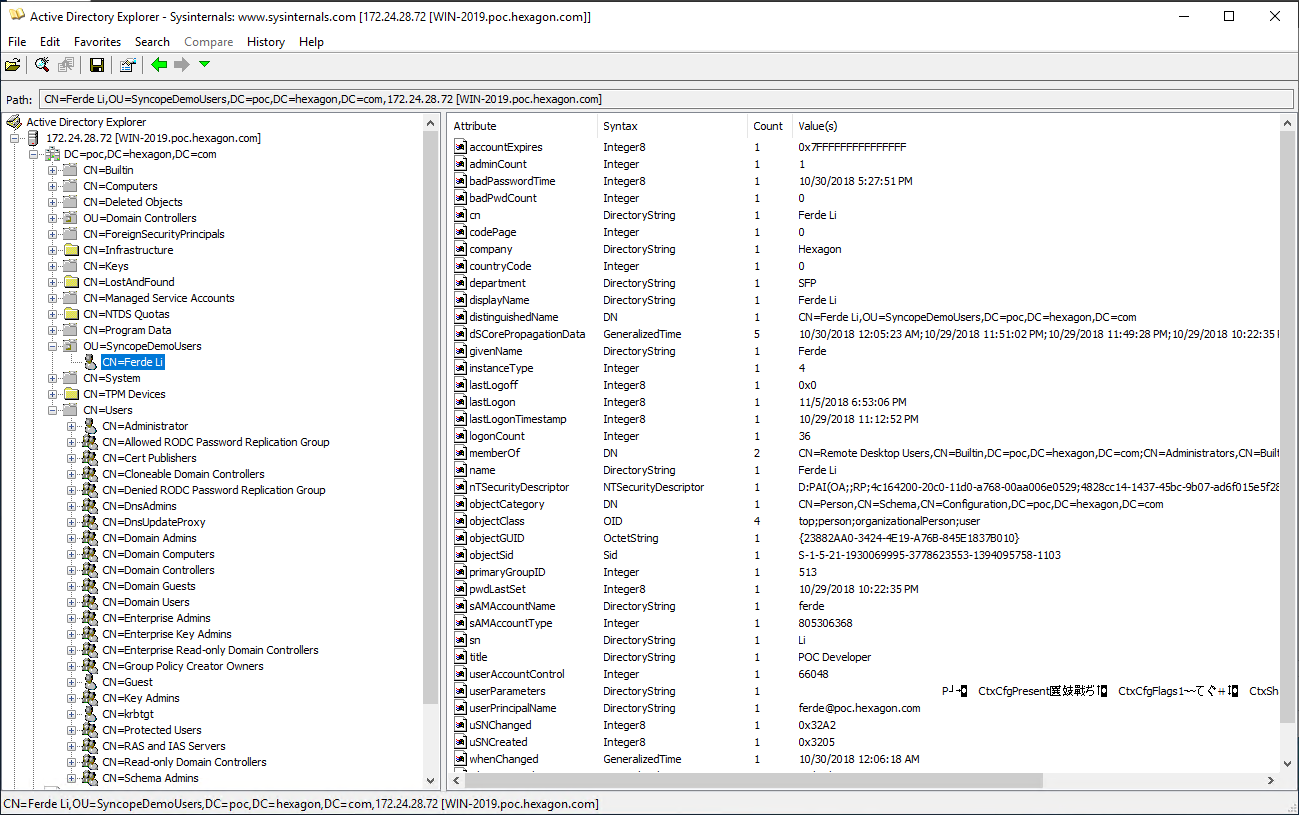 Active Directory Explorer - Sysinternals: www.sysinternals.com [172.24.28.72 [WIN-2019.poc.hexagon.com]]
File Edit Favorites Search Compare History Help
Path: CN=Ferde Li,OU=SyncopeDemoUsers,DC=poc,DC=hexagon,DC=com,172.24.28.72 [WIN-2019.poc.hexagon.com]
Active Directory Explorer
172.24.28.72 [WIN-2019.poc.hexagon.com]
DC=poc,DC=hexagon,DC=com
CN=Builtin
CN=Computers
CN=Deleted Objects
OU=Domain Controllers
CN=ForeignSecurityPrincipals
CN=Infrastructure
CN=Keys
CN=LostAndFound
CN=Managed Service Accounts
CN=NTDS Quotas
CN=Program Data
OU=SyncopeDemoUsers
CN=Ferde Li
CN=System
CN=TPM Devices
CN=Users
CN=Administrator
CN=Allowed RODC Password Replication Group
CN=Cert Publishers
CN=Cloneable Domain Controllers
CN=Denied RODC Password Replication Group
CN=DnsAdmins
CN=DnsUpdateProxy
CN=Domain Admins
CN=Domain Computers
CN=Domain Controllers
CN=Domain Guests
CN=Domain Users
CN=Enterprise Admins
CN=Enterprise Key Admins
CN=Enterprise Read-only Domain Controllers
CN=Group Policy Creator Owners
CN=Guest
CN=Key Admins
CN=krbtgt
CN=Protected Users
CN=RAS and IAS Servers
CN=Read-only Domain Controllers
CN=Schema Admins
Attribute Syntax Count Value(s)
accountExpires Integer8 1 0x7FFFFFFFFFFFFFFF
adminCount Integer 1 1
badPasswordTime Integer8 1 10/30/2018 5:27:51 PM
badPwdCount Integer 1 0
cn DirectoryString 1 Ferde Li
codePage Integer 1 0
company DirectoryString 1 Hexagon
countryCode Integer 1 0
department DirectoryString 1 SFP
displayName DirectoryString 1 Ferde Li
distinguishedName DN 1 CN=Ferde Li,OU=SyncopeDemoUsers,DC=poc,DC=hexagon,DC=com
dSCorePropagationData GeneralizedTime 5 10/30/2018 12:05:23 AM;10/29/2018 11:51:02 PM;10/29/2018 11:49:28 PM;10/29/2018 10:22:35
givenName DirectoryString 1 Ferde
instanceType Integer 1 4
lastLogoff Integer8 1 0x0
lastLogon Integer8 1 11/5/2018 6:53:06 PM
lastLogonTimestamp Integer8 1 10/29/2018 11:12:52 PM
logonCount Integer 1 36
memberOf DN 2 CN=Remote Desktop Users,CN=Builtin,DC=poc,DC=hexagon,DC=com;CN=Administrators,CN=Buil
name DirectoryString 1 Ferde Li
nTSecurityDescriptor NTSecurityDescriptor 1 D:PAI(OA;;RP;4c164200-20c0-11d0-a768-00aa006e0529;4828cc14-1437-45bc-9b07-ad6f015e5f28
objectCategory DN 1 CN=Person,CN=Schema,CN=Configuration,DC=poc,DC=hexagon,DC=com
objectClass OID 4 top;person;organizationalPerson;user
objectGUID OctetString 1 {23882AA0-3424-4E19-A76B-845E1837B010}
objectSid Sid 1 S-1-5-21-1930069995-3778623553-1394095758-1103
primaryGroupID Integer 1 513
pwdLastSet Integer8 1 10/29/2018 10:22:35 PM
sAMAccountName DirectoryString 1 ferde
sAMAccountType Integer 1 805306368
sn DirectoryString 1 Li
title DirectoryString 1 POC Developer
userAccountControl Integer 1 66048
userParameters DirectoryString 1 CtxCfgPresent CtxCfgFlags1 CtxSh
userPrincipalName DirectoryString 1 ferde@poc.hexagon.com
uSNChanged Integer8 1 0x32A2
uSNCreated Integer8 1 0x3205
whenChanged GeneralizedTime 1 10/30/2018 12:06:18 AM
CN=Ferde Li,OU=SyncopeDemoUsers,DC=poc,DC=hexagon,DC=com,172.24.28.72 [WIN-2019.poc.hexagon.com]